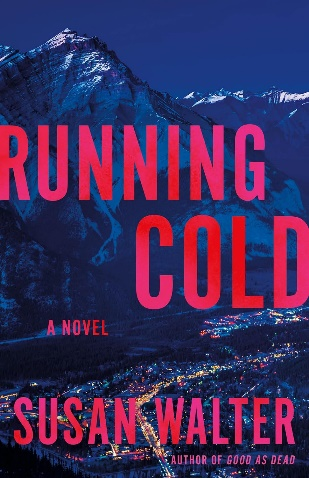 RUNNING
COLD
A NOVEL
SUSAN WALTER
AUTHOR OF GOOD AS DEAD